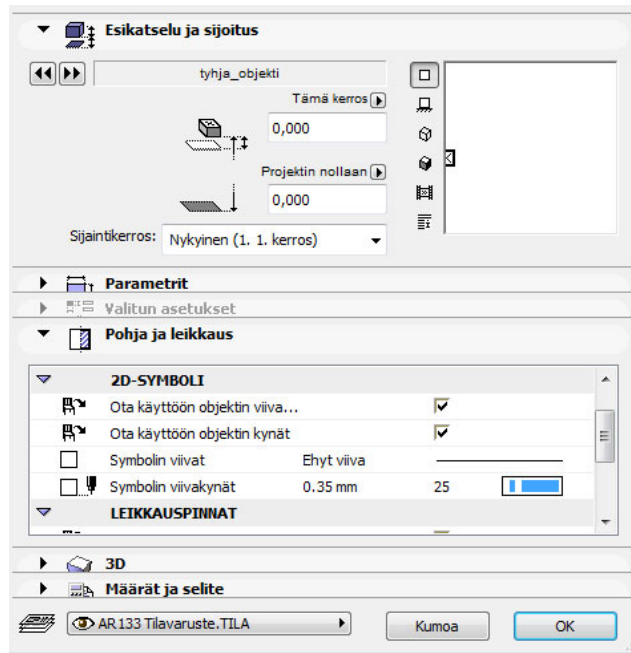 Esikatselu ja sijoitus
tyhja_objekti
Tämä kerros
0,000
Projektin nollaan
0,000
Sijaintikerros: Nykyinen (1. 1. kerros)
Parametrit
Valitun asetukset
Pohja ja leikkaus
2D-SYMBOLI
Ota käyttöön objektin viiva...
Ota käyttöön objektin kynät
Symbolin viivat Ehyt viiva
Symbolin viivakynät 0.35 mm 25
LEIKKAUSPINNAT
3D
Määrät ja selite
AR133 Tilavaruste.TILA Kumoa OK